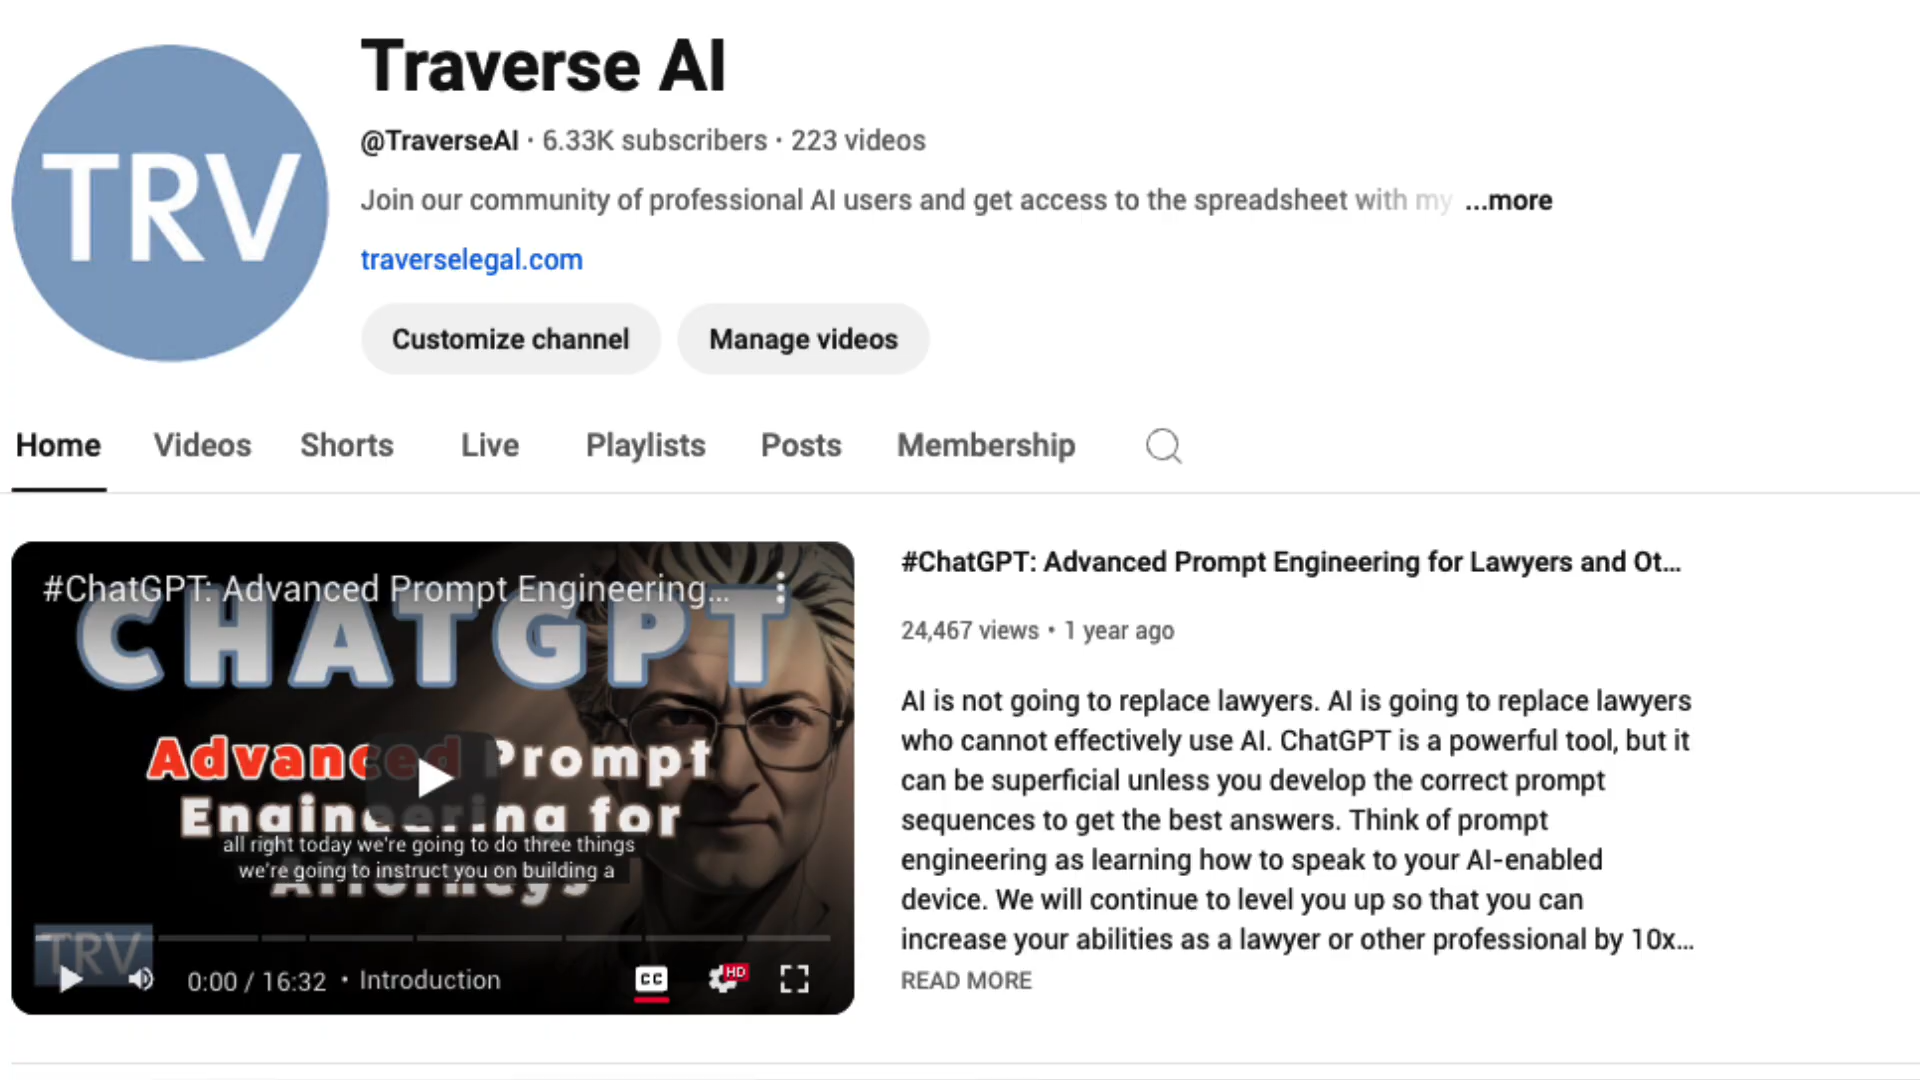 TRV
Traverse AI
@TraverseAI · 6.33K subscribers · 223 videos
Join our community of professional AI users and get access to the spreadsheet with my ...more
traverselegal.com
Customize channel
Manage videos
Home
Videos
Shorts
Live
Playlists
Posts
Membership
#ChatGPT: Advanced Prompt Engineering...
CHATGPT
Advanced Prompt
Engineering for
Attorneys
all right today we're going to do three things
we're going to instruct you on building a
TRV
0:00 / 16:32 • Introduction
CC
HD
#ChatGPT: Advanced Prompt Engineering for Lawyers and Ot...
24,467 views • 1 year ago
AI is not going to replace lawyers. AI is going to replace lawyers
who cannot effectively use AI. ChatGPT is a powerful tool, but it
can be superficial unless you develop the correct prompt
sequences to get the best answers. Think of prompt
engineering as learning how to speak to your AI-enabled
device. We will continue to level you up so that you can
increase your abilities as a lawyer or other professional by 10x...
READ MORE